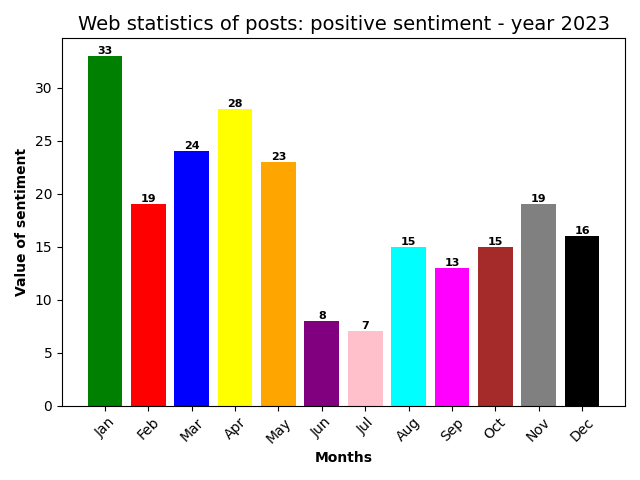 Web statistics of posts: positive sentiment - year 2023
33
19
24
28
23
8
7
15
13
15
19
16
30
25
20
15
10
5
0
Value of sentiment
Jan
Feb
Mar
Apr
May
Jun
Jul
Aug
Sep
Oct
Nov
Dec
Months